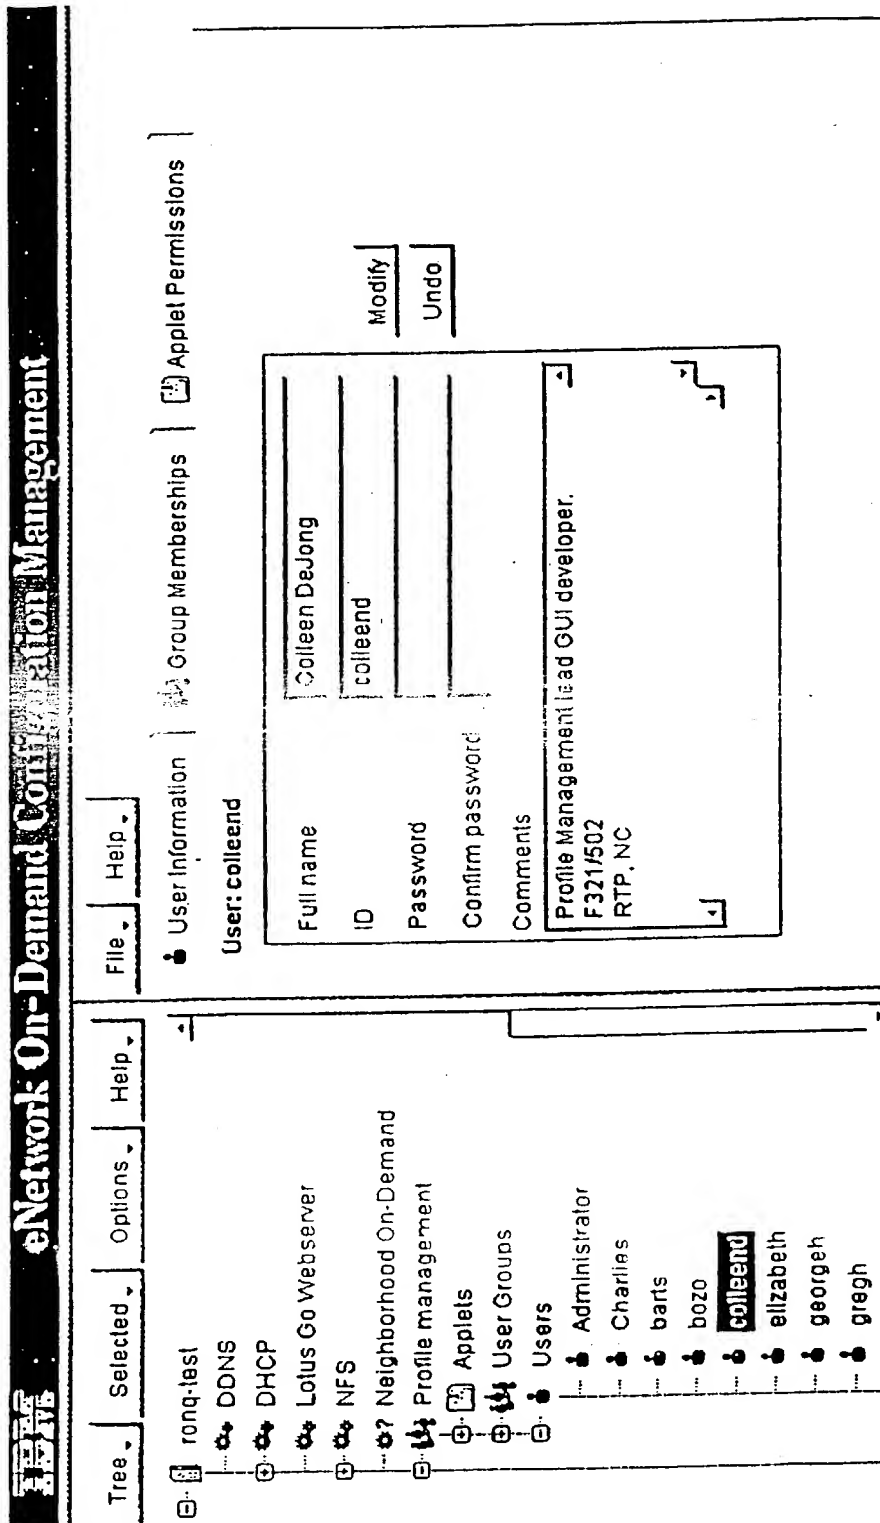 IBM eNetwork On-Demand Configuration Management
Tree Selected Options Help
ronq-test
DDNS
DHCP
Lotus Go Webserver
NFS
Neighborhood On-Demand
Profile management
Applets
User Groups
Users
Administrator
Charlies
barts
bozo
colleend
elizabeth
georgeh
gregh
File Help
User Information Group Memberships Applet Permissions
User: colleend
Full name Colleen DeJong
ID colleend
Modify
Password
Undo
Confirm password
Comments
Profile Management lead GUI developer.
F321/502
RTP, NC